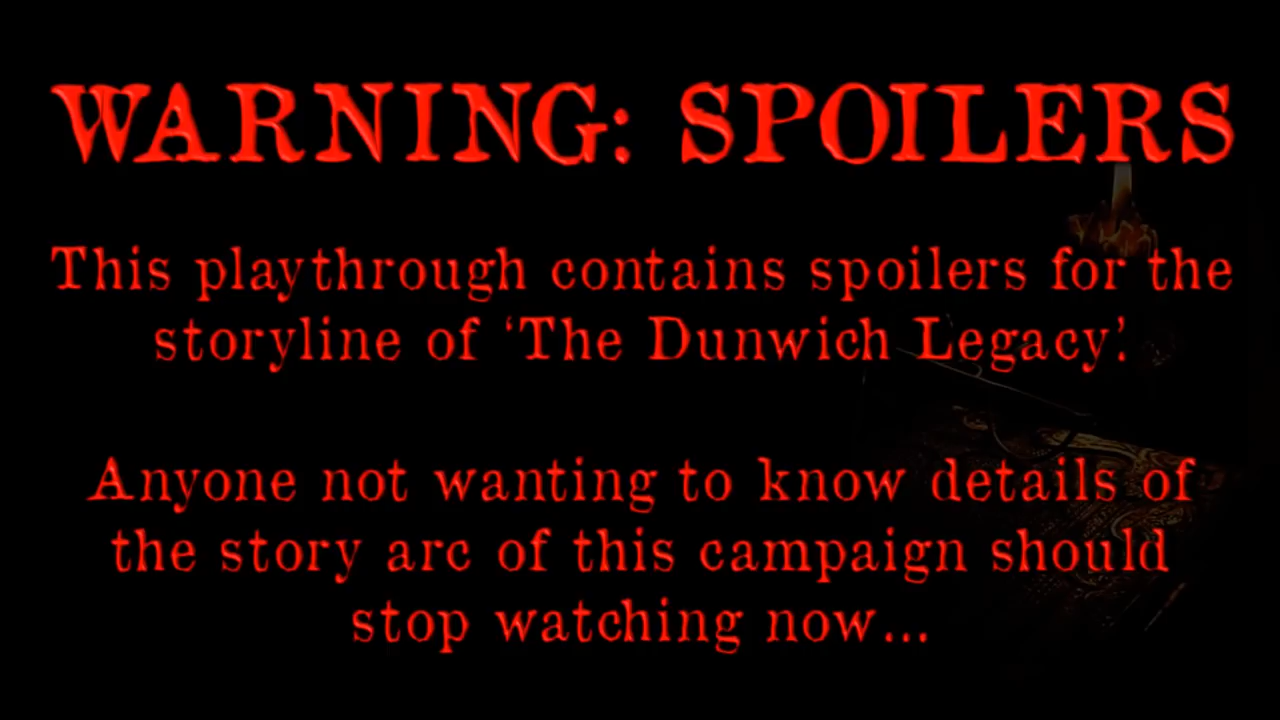 WARNING: SPOILERS
This playthrough contains spoilers for the
storyline of ‘The Dunwich Legacy’.
Anyone not wanting to know details of
the story arc of this campaign should
stop watching now...